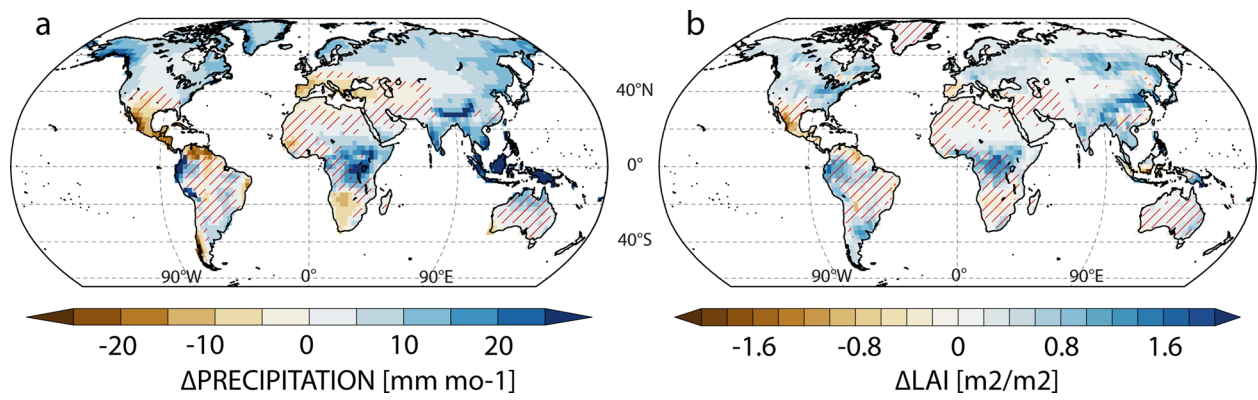 a
b
40°N
0°
40°S
90°W 0° 90°E
90°W 0° 90°E
-20 -10 0 10 20
-1.6 -0.8 0 0.8 1.6
ΔPRECIPITATION [mm mo-1]
ΔLAI [m2/m2]